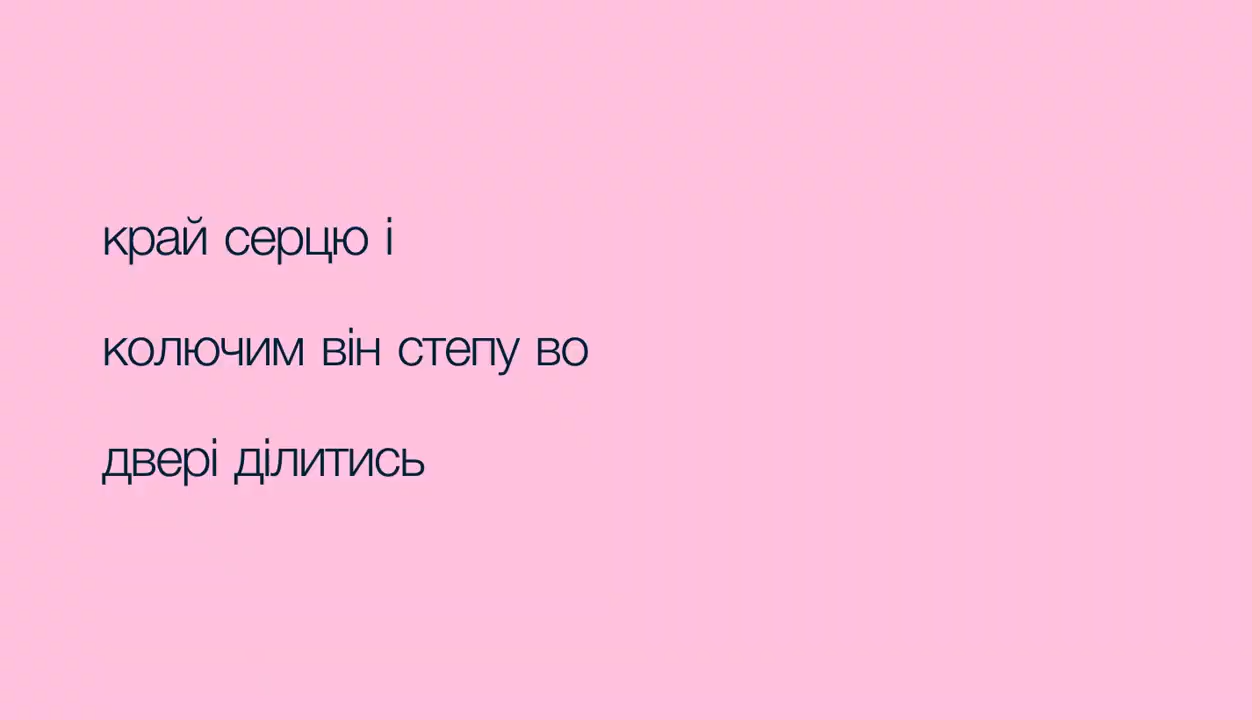 край серцю і
колючим він степу во
двері ділитись